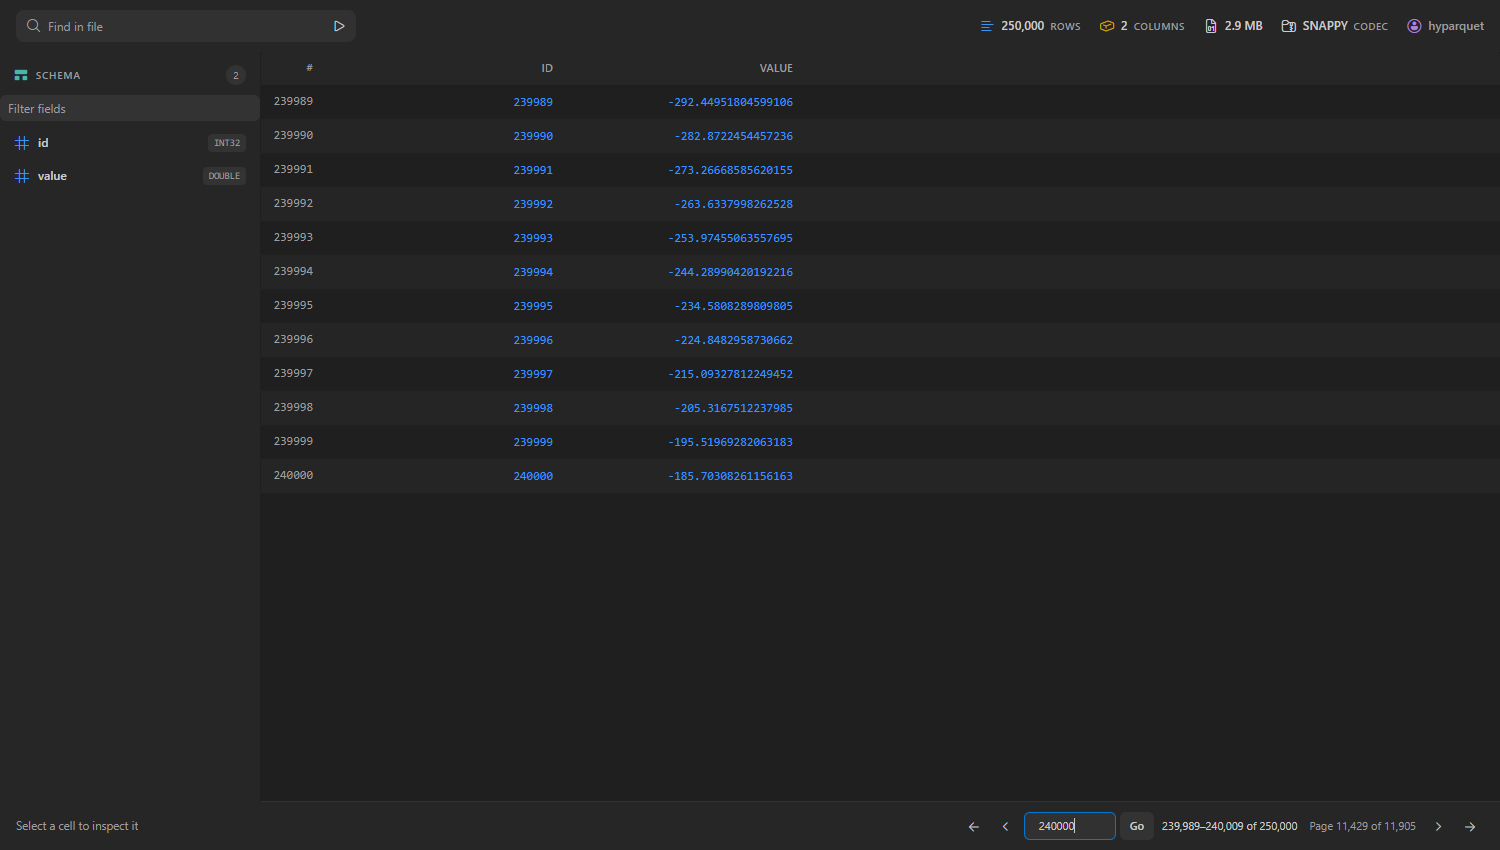 Find in file
250,000 ROWS 2 COLUMNS 2.9 MB SNAPPY CODEC hyparquet
SCHEMA 2
Filter fields
id INT32
value DOUBLE
# ID VALUE
239989 239989 -292.44951804599106
239990 239990 -282.8722454457236
239991 239991 -273.26668585620155
239992 239992 -263.6337998262528
239993 239993 -253.97455063557695
239994 239994 -244.28990420192216
239995 239995 -234.5808289809805
239996 239996 -224.8482958730662
239997 239997 -215.09327812249452
239998 239998 -205.3167512237985
239999 239999 -195.51969282063183
240000 240000 -185.70308261156163
Select a cell to inspect it
240000 Go 239,989–240,009 of 250,000 Page 11,429 of 11,905